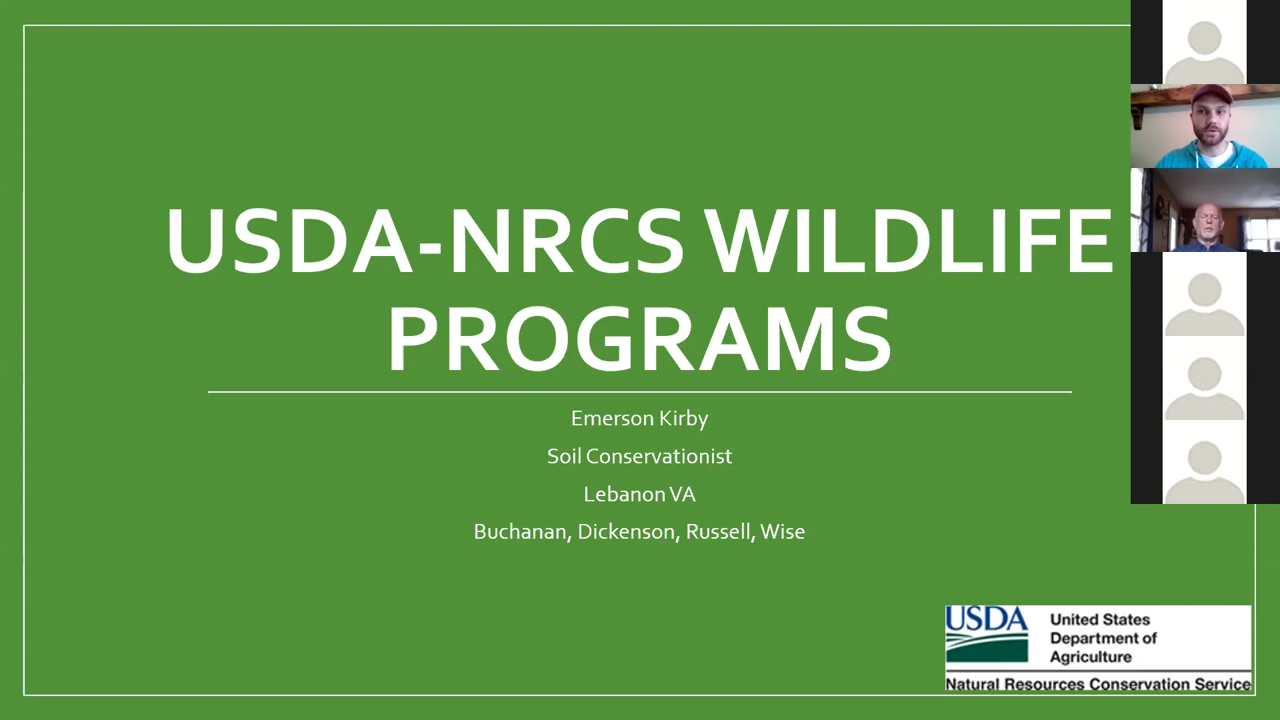 USDA-NRCS WILDLIFE
PROGRAMS
Emerson Kirby
Soil Conservationist
Lebanon VA
Buchanan, Dickenson, Russell, Wise
USDA
United States
Department of
Agriculture
Natural Resources Conservation Service